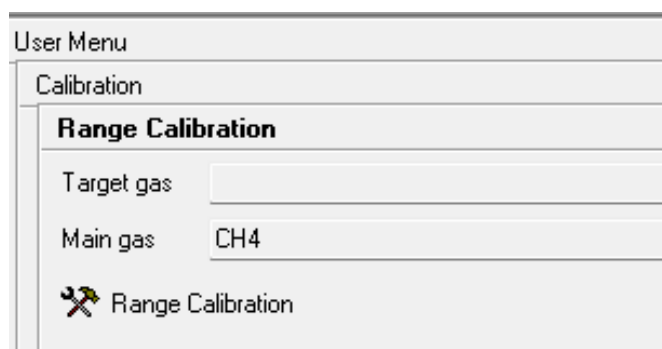 User Menu
Calibration
Range Calibration
Target gas
Main gas CH4
Range Calibration